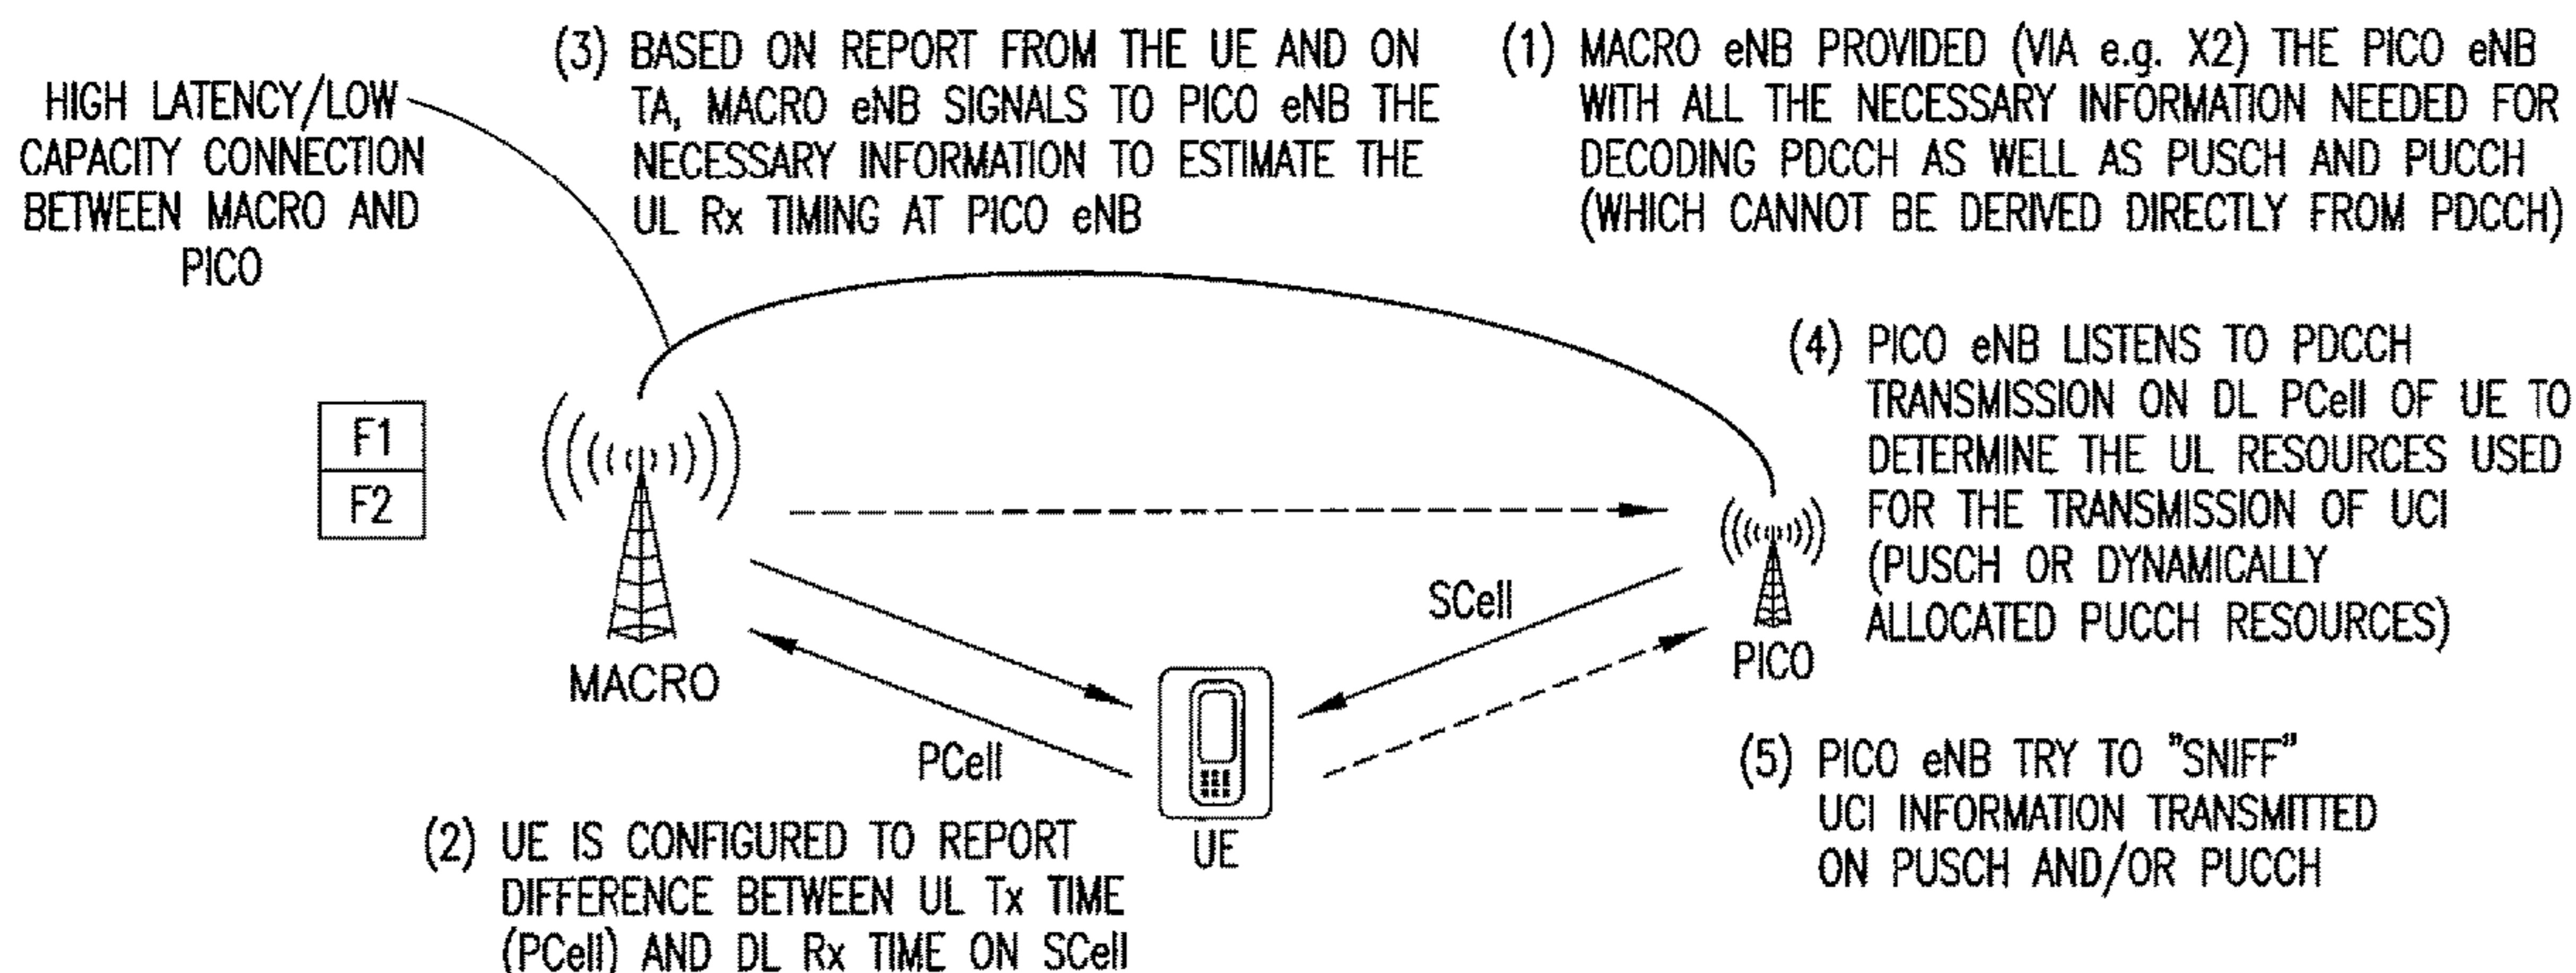 HIGH LATENCY/LOW
CAPACITY CONNECTION
BETWEEN MACRO AND
PICO
(3) BASED ON REPORT FROM THE UE AND ON
TA, MACRO eNB SIGNALS TO PICO eNB THE
NECESSARY INFORMATION TO ESTIMATE THE
UL Rx TIMING AT PICO eNB
(1) MACRO eNB PROVIDED (VIA e.g. X2) THE PICO eNB
WITH ALL THE NECESSARY INFORMATION NEEDED FOR
DECODING PDCCH AS WELL AS PUSCH AND PUCCH
(WHICH CANNOT BE DERIVED DIRECTLY FROM PDCCH)
(4) PICO eNB LISTENS TO PDCCH
TRANSMISSION ON DL PCell OF UE TO
DETERMINE THE UL RESOURCES USED
FOR THE TRANSMISSION OF UCI
(PUSCH OR DYNAMICALLY
ALLOCATED PUCCH RESOURCES)
F1
F2
MACRO
SCell
PICO
PCell
UE
(2) UE IS CONFIGURED TO REPORT
DIFFERENCE BETWEEN UL Tx TIME
(PCell) AND DL Rx TIME ON SCell
(5) PICO eNB TRY TO "SNIFF"
UCI INFORMATION TRANSMITTED
ON PUSCH AND/OR PUCCH